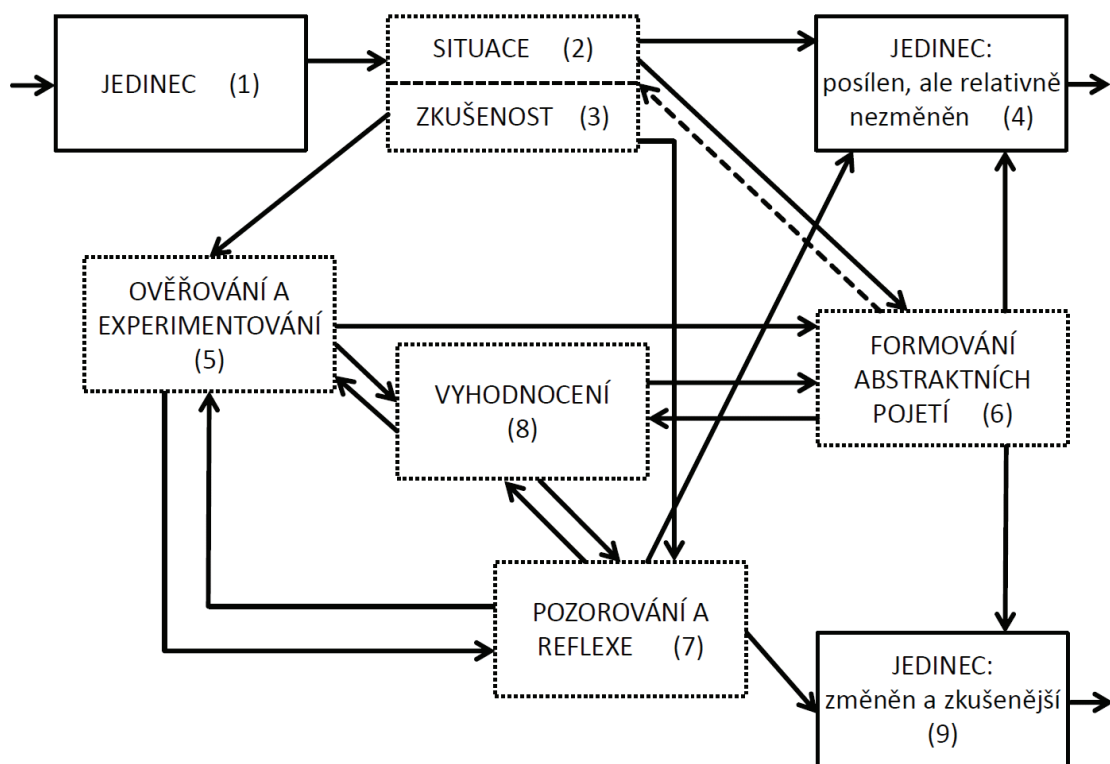 JEDINEC (1)
SITUACE (2)
ZKUŠENOST (3)
JEDINEC:
posílen, ale relativně
nezměněn (4)
OVĚŘOVÁNÍ A
EXPERIMENTOVÁNÍ
(5)
FORMOVÁNÍ
ABSTRAKTNÍCH
POJETÍ (6)
VYHODNOCENÍ
(8)
POZOROVÁNÍ A
REFLEXE (7)
JEDINEC:
změněn a zkušenější
(9)